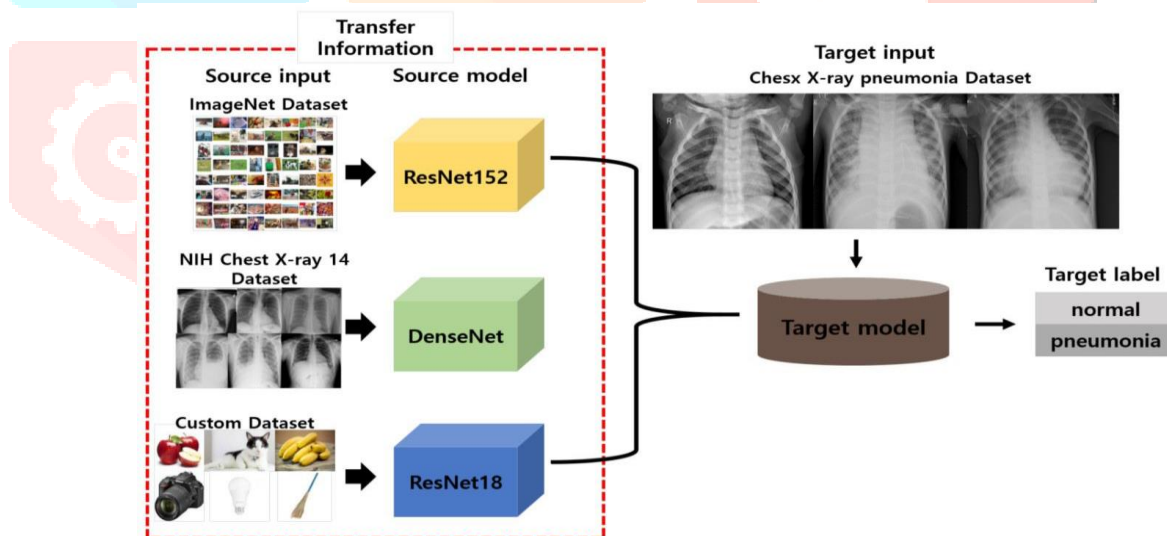 Transfer
Information
Source input
Source model
ImageNet Dataset
ResNet152
NIH Chest X-ray 14
Dataset
DenseNet
Custom Dataset
ResNet18
Target input
Chesx X-ray pneumonia Dataset
R
Target model
Target label
normal
pneumonia